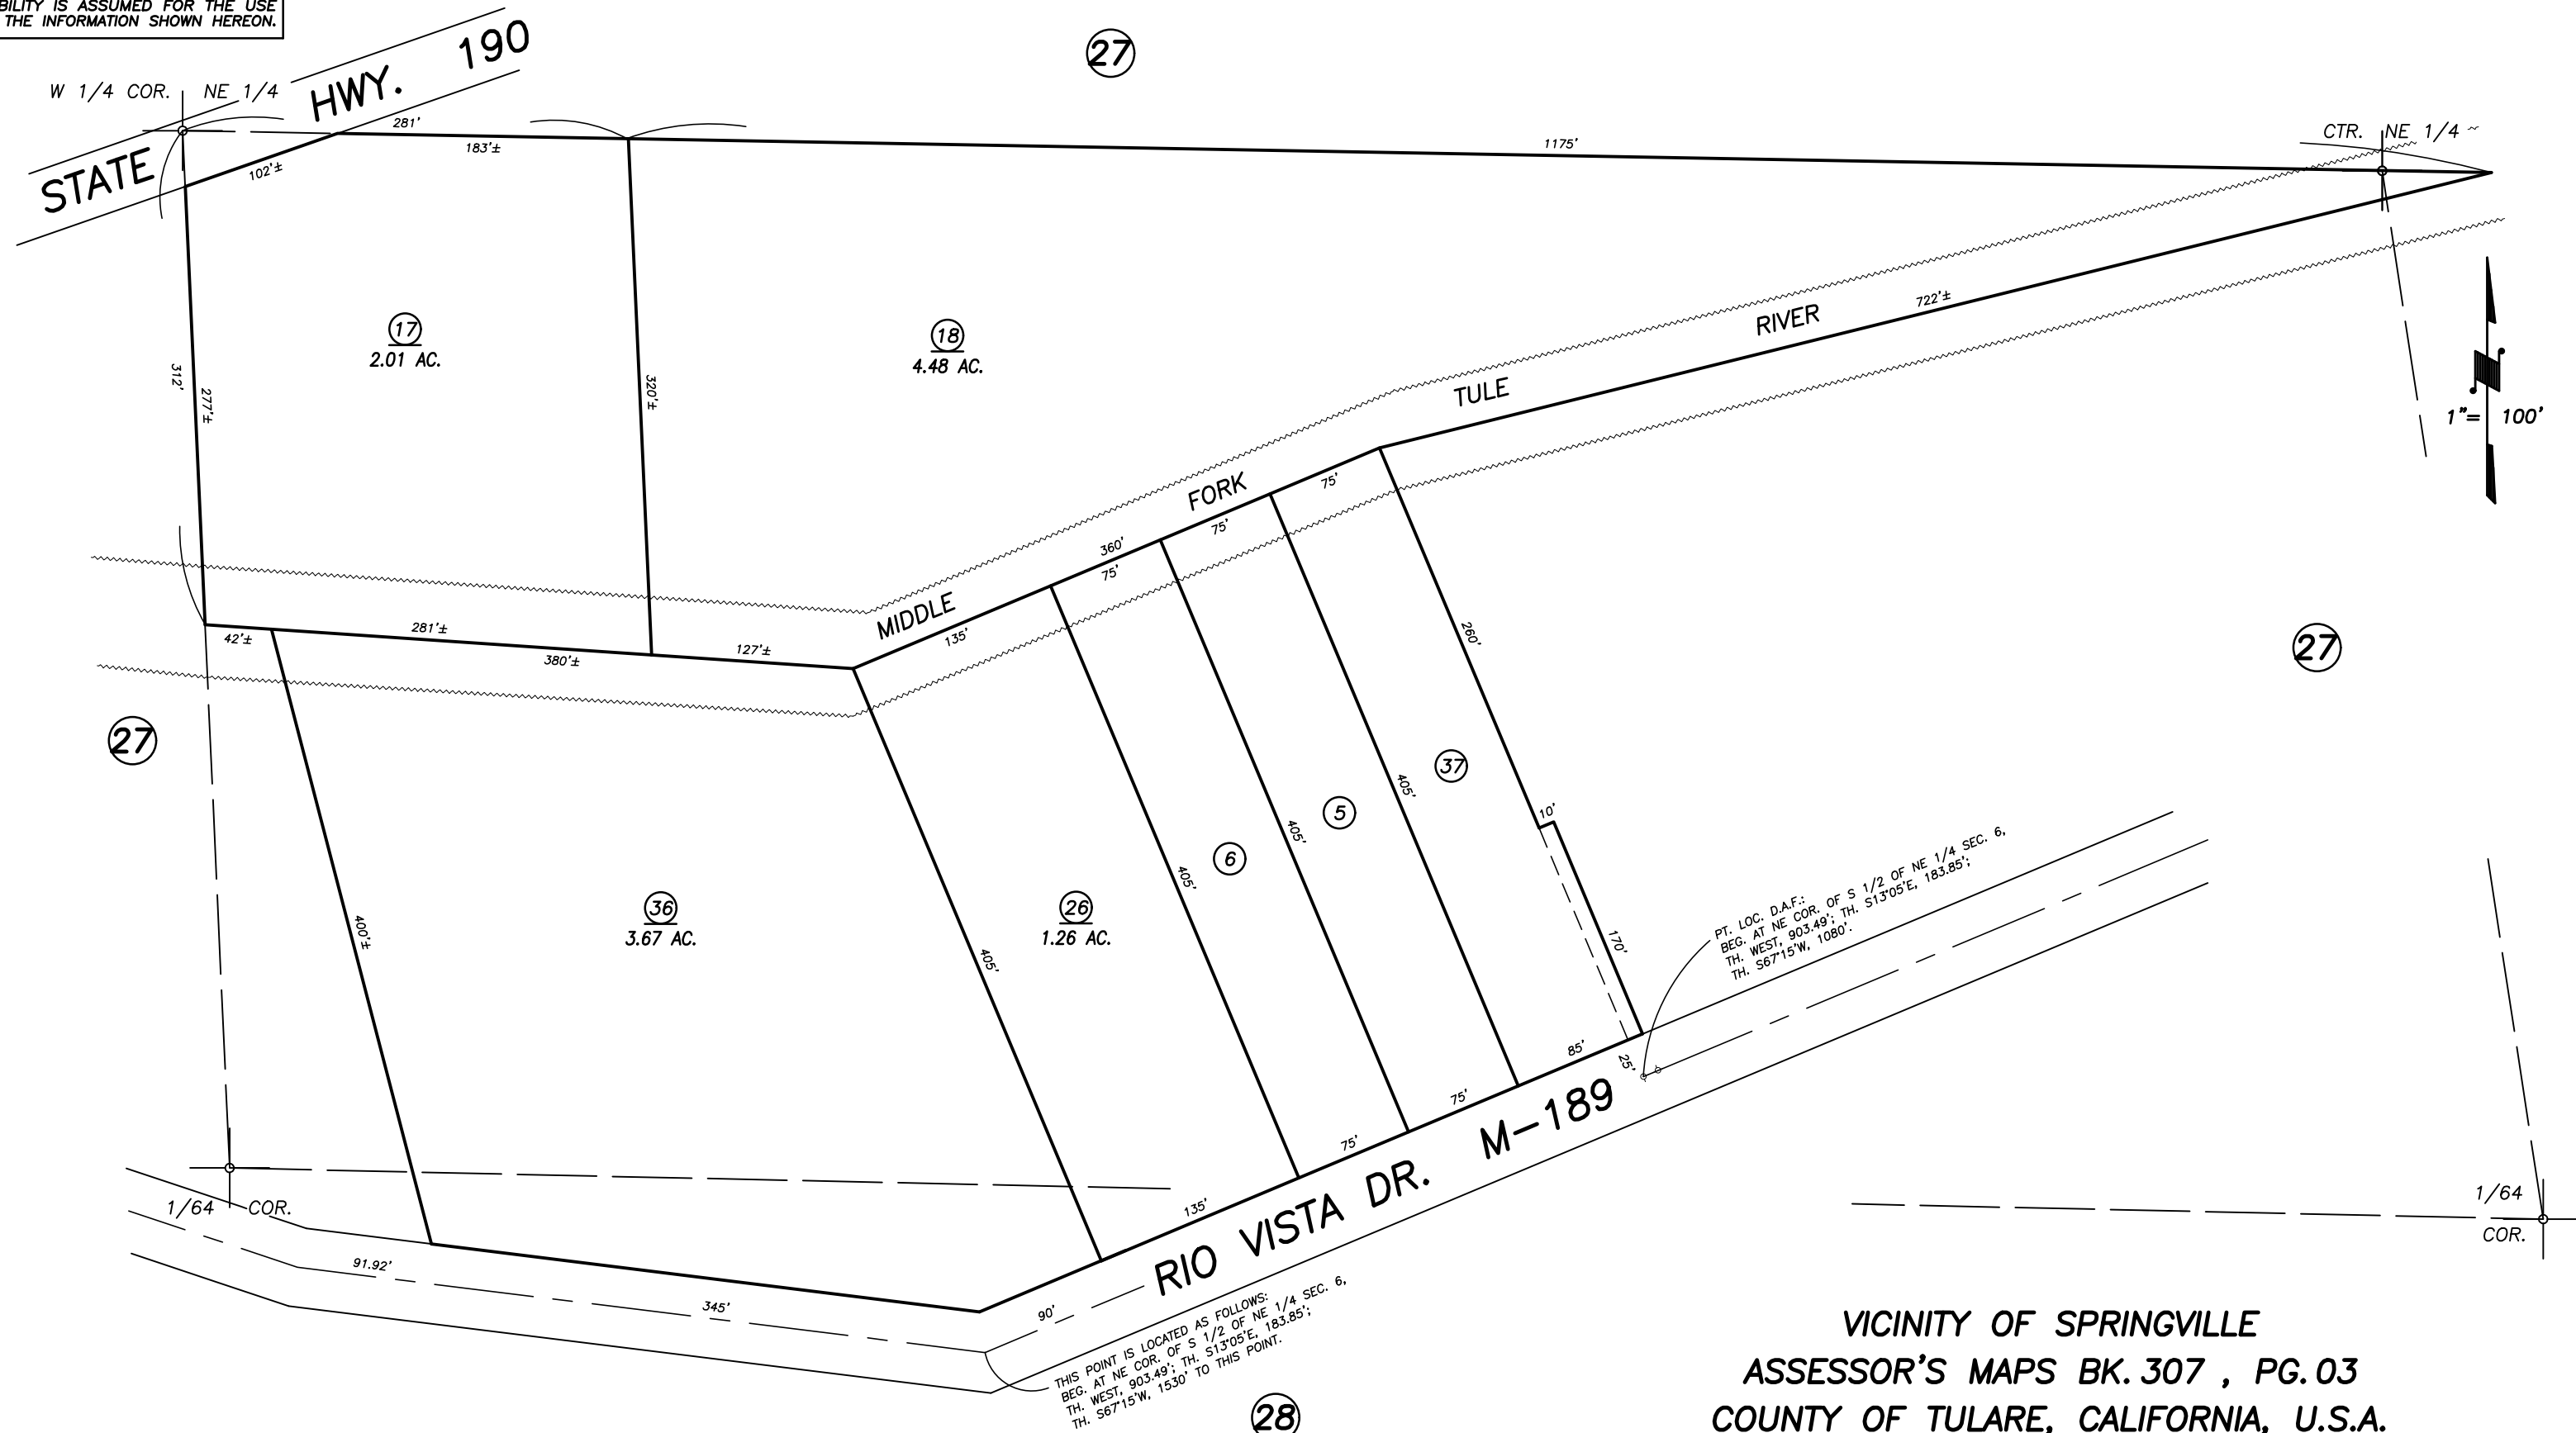 BILITY IS ASSUMED FOR THE USE
THE INFORMATION SHOWN HEREON.
STATE HWY. 190
27
W 1/4 COR. NE 1/4
CTR. NE 1/4
281'
183'±
102'±
1175'
312'
277'±
17
2.01 AC.
320'±
18
4.48 AC.
722'±
MIDDLE FORK TULE RIVER
1"= 100'
42'±
281'±
380'±
127'±
135'
360'
75'
75'
75'
27
27
400'±
36
3.67 AC.
405'
26
1.26 AC.
405'
6
405'
5
405'
37
260'
10'
170'
PT. LOC. D.A.F.:
BEG. AT NE COR. OF S 1/2 OF NE 1/4 SEC. 6,
TH. WEST, 903.49'; TH. S13°05'E, 183.85';
TH. S67°15'W, 1080'.
25'
85'
75'
75'
135'
RIO VISTA DR. M-189
1/64 COR.
1/64
COR.
91.92'
345'
90'
THIS POINT IS LOCATED AS FOLLOWS:
BEG. AT NE COR. OF S 1/2 OF NE 1/4 SEC. 6,
TH. WEST, 903.49'; TH. S13°05'E, 183.85';
TH. S67°15'W, 1530' TO THIS POINT.
28
VICINITY OF SPRINGVILLE
ASSESSOR'S MAPS BK. 307 , PG. 03
COUNTY OF TULARE, CALIFORNIA, U.S.A.